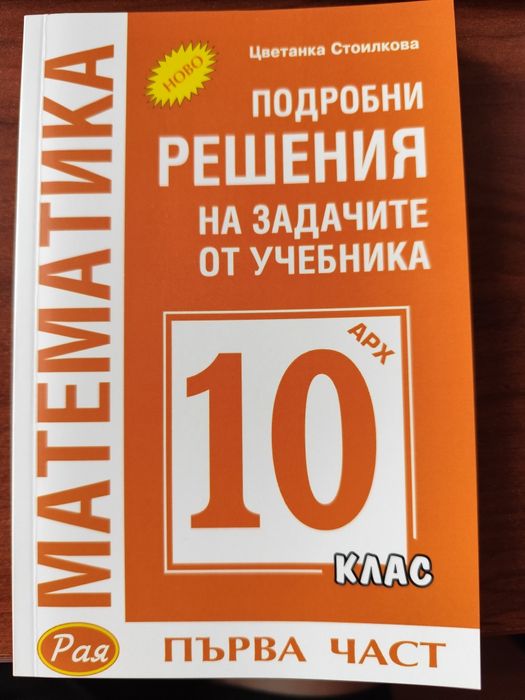 Цветанка Стоилкова
НОВО
ПОДРОБНИ
РЕШЕНИЯ
НА ЗАДАЧИТЕ
ОТ УЧЕБНИКА
МАТЕМАТИКА
АРХ
10
КЛАС
Рая
ПЪРВА ЧАСТ